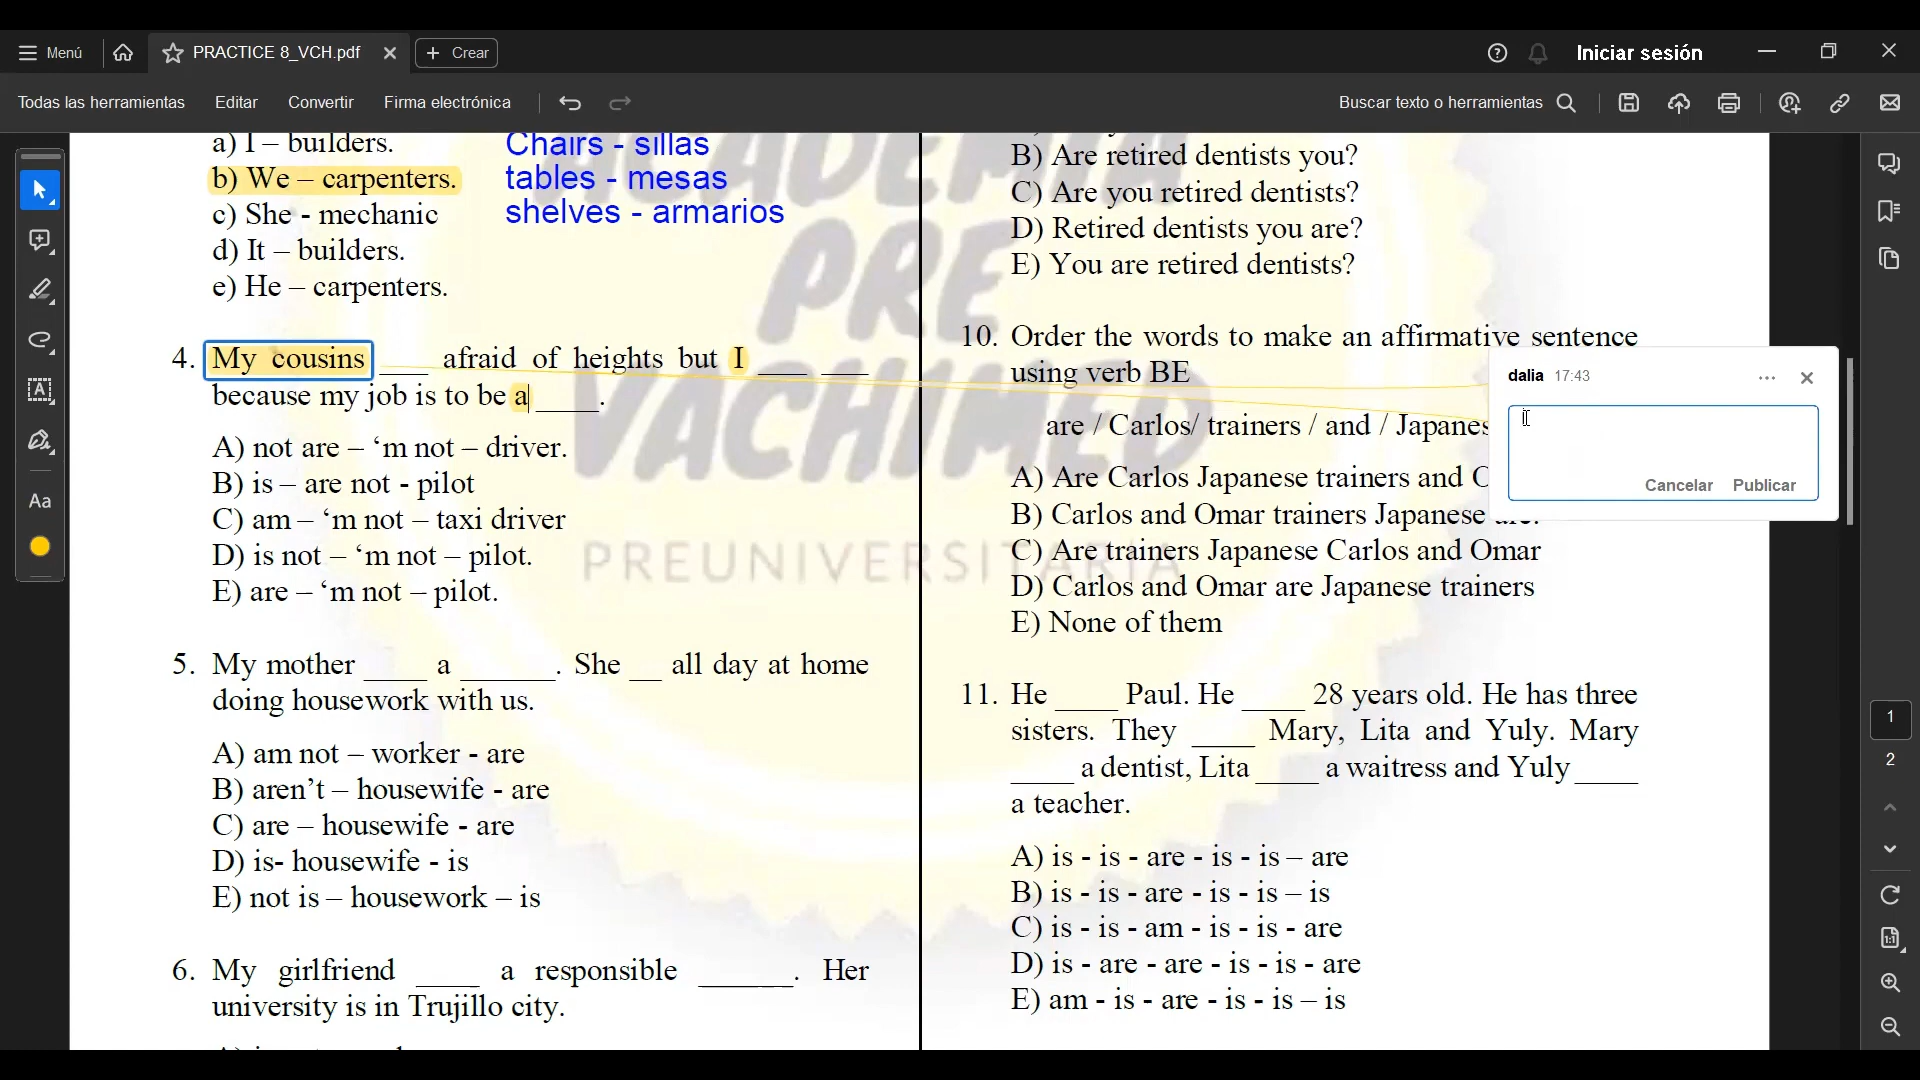 Menú
PRACTICE 8_VCH.pdf
Crear
Iniciar sesión
Todas las herramientas
Editar
Convertir
Firma electrónica
Buscar texto o herramientas
a) I – builders.
b) We – carpenters.
c) She - mechanic
d) It – builders.
e) He – carpenters.
Chairs - sillas
tables - mesas
shelves - armarios
4. My cousins ___ afraid of heights but I ___ ___
because my job is to be a ____.
A) not are – ‘m not – driver.
B) is – are not - pilot
C) am – ‘m not – taxi driver
D) is not – ‘m not – pilot.
E) are – ‘m not – pilot.
5. My mother ____ a ______. She __ all day at home
doing housework with us.
A) am not – worker - are
B) aren’t – housewife - are
C) are – housewife - are
D) is- housewife - is
E) not is – housework – is
6. My girlfriend ____ a responsible ______. Her
university is in Trujillo city.
B) Are retired dentists you?
C) Are you retired dentists?
D) Retired dentists you are?
E) You are retired dentists?
10. Order the words to make an affirmative sentence
using verb BE
are / Carlos/ trainers / and / Japanes
A) Are Carlos Japanese trainers and
B) Carlos and Omar trainers Japanese are.
C) Are trainers Japanese Carlos and Omar
D) Carlos and Omar are Japanese trainers
E) None of them
11. He ____ Paul. He ____ 28 years old. He has three
sisters. They ____ Mary, Lita and Yuly. Mary
____ a dentist, Lita ____ a waitress and Yuly ____
a teacher.
A) is - is - are - is - is – are
B) is - is - are - is - is – is
C) is - is - am - is - is - are
D) is - are - are - is - is - are
E) am - is - are - is - is – is
dalia 17:43
Cancelar
Publicar
ACADEMIA
PRE
VACHIMED
PREUNIVERSITARIA
Aa
1
2
1:1